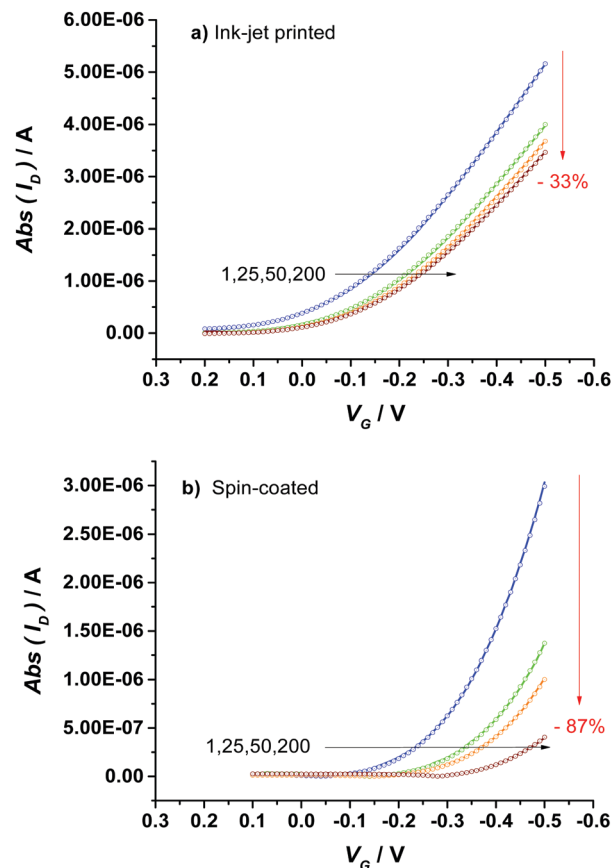 a) Ink-jet printed
6.00E-06
5.00E-06
4.00E-06
3.00E-06
2.00E-06
1.00E-06
0.00
Abs ( I_D ) / A
- 33%
1,25,50,200
0.3 0.2 0.1 0.0 -0.1 -0.2 -0.3 -0.4 -0.5 -0.6
V_G / V
b) Spin-coated
3.00E-06
2.50E-06
2.00E-06
1.50E-06
1.00E-06
5.00E-07
0.00
Abs ( I_D ) / A
- 87%
1,25,50,200
0.3 0.2 0.1 0.0 -0.1 -0.2 -0.3 -0.4 -0.5 -0.6
V_G / V